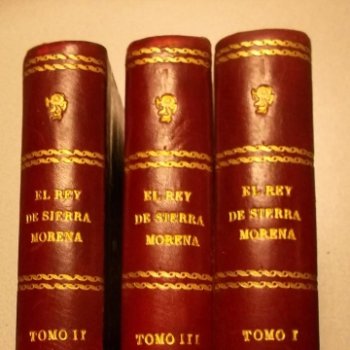 EL REY
DE SIERRA
MORENA
TOMO II
EL REY
DE SIERRA
MORENA
TOMO III
EL REY
DE SIERRA
MORENA
TOMO I